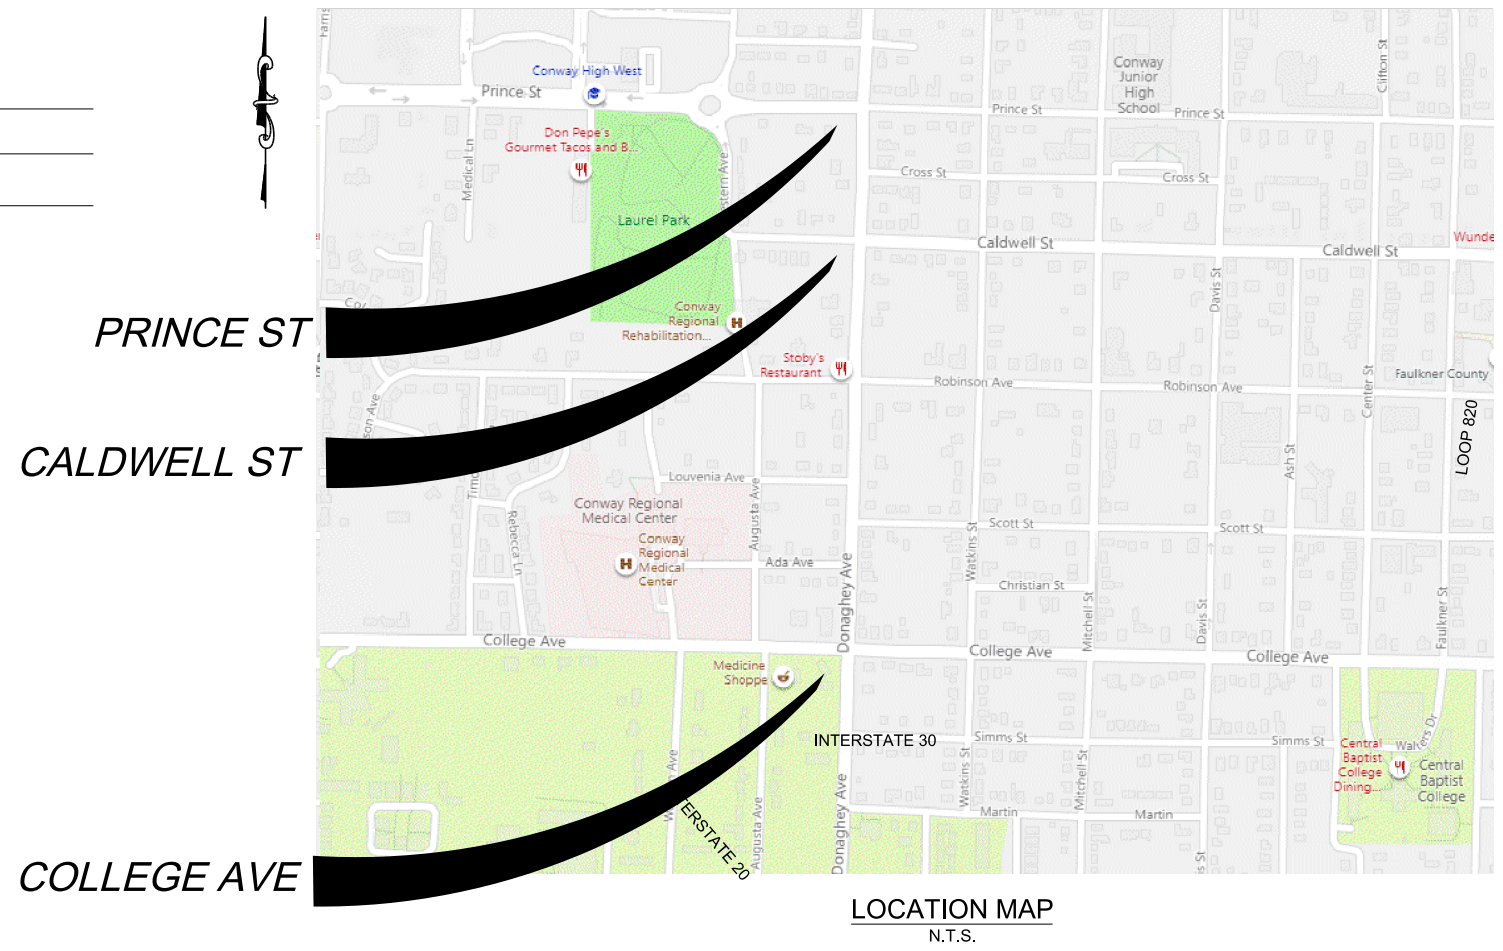 Conway High West
Prince St
Don Pepe's
Gourmet Tacos and B...
Medical Ln
Laurel Park
Conway
Junior
High
School
Clifton St
Prince St
Prince St
Cross St
Cross St
Caldwell St
Caldwell St
Wunde
PRINCE ST
Conway
Regional
Rehabilitation...
Davis St
Stoby's
Restaurant
Robinson Ave
Robinson Ave
Center St
Faulkner County
LOOP 820
CALDWELL ST
Louvenia Ave
Augusta Ave
Ash St
Conway Regional
Medical Center
Conway
Regional
Medical
Center
Rebecca Ln
Ada Ave
Donaghey Ave
Scott St
Scott St
Watkins St
Christian St
Mitchell St
Davis St
Faulkner St
College Ave
College Ave
College Ave
Medicine
Shoppe
INTERSTATE 30
Simms St
Simms St
Watkins St
Mitchell St
Central
Baptist
College
Dining...
Central
Baptist
College
Martin
Martin
ERSTATE 20
Augusta Ave
Donaghey Ave
COLLEGE AVE
LOCATION MAP
N.T.S.